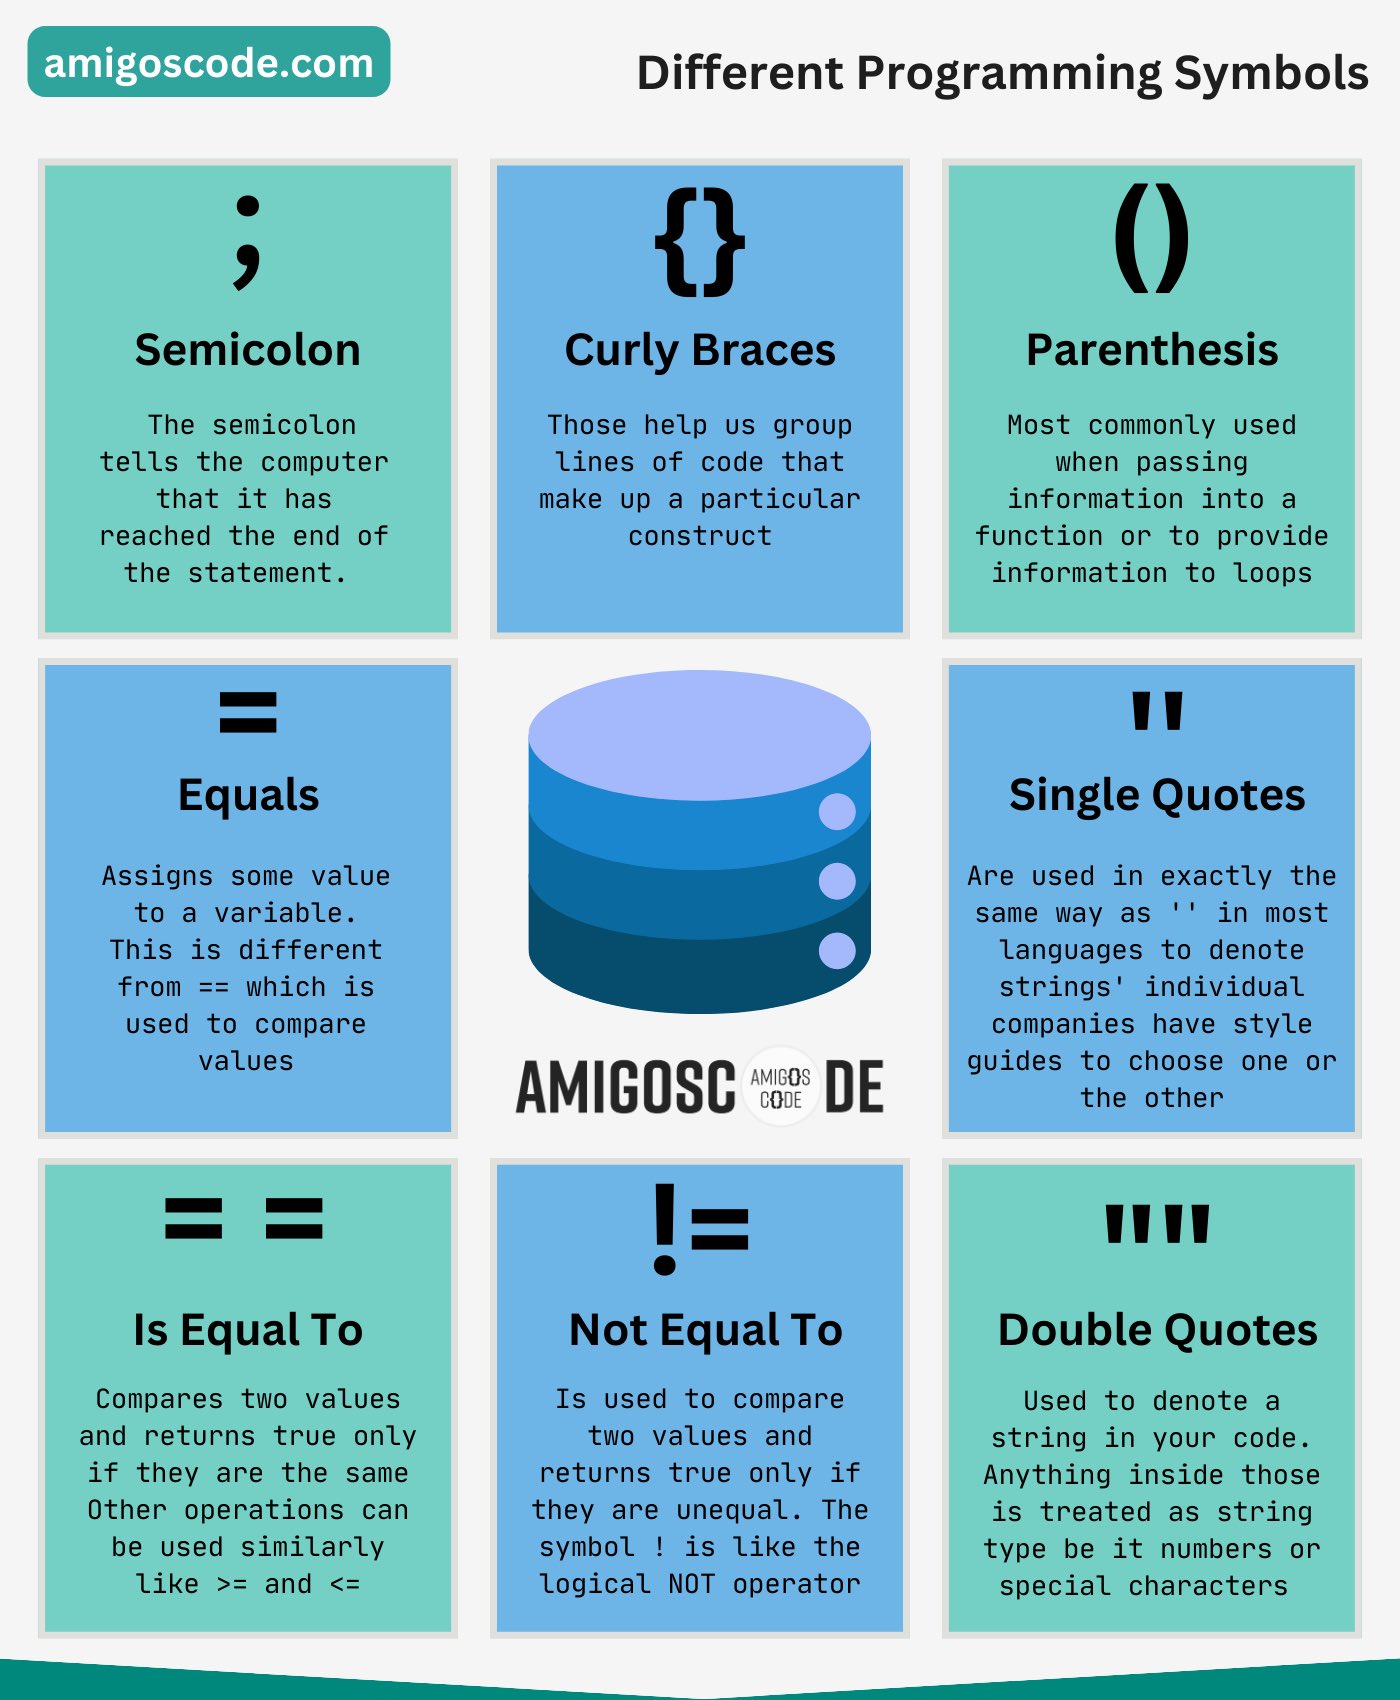 amigoscode.com
Different Programming Symbols
;
Semicolon
The semicolon
tells the computer
that it has
reached the end of
the statement.
{}
Curly Braces
Those help us group
lines of code that
make up a particular
construct
()
Parenthesis
Most commonly used
when passing
information into a
function or to provide
information to loops
=
Equals
Assigns some value
to a variable.
This is different
from == which is
used to compare
values
AMIGOSC
AMIG{}S
C{}DE
DE
''
Single Quotes
Are used in exactly the
same way as '' in most
languages to denote
strings' individual
companies have style
guides to choose one or
the other
= =
Is Equal To
Compares two values
and returns true only
if they are the same
Other operations can
be used similarly
like >= and <=
!=
Not Equal To
Is used to compare
two values and
returns true only if
they are unequal. The
symbol ! is like the
logical NOT operator
""
Double Quotes
Used to denote a
string in your code.
Anything inside those
is treated as string
type be it numbers or
special characters